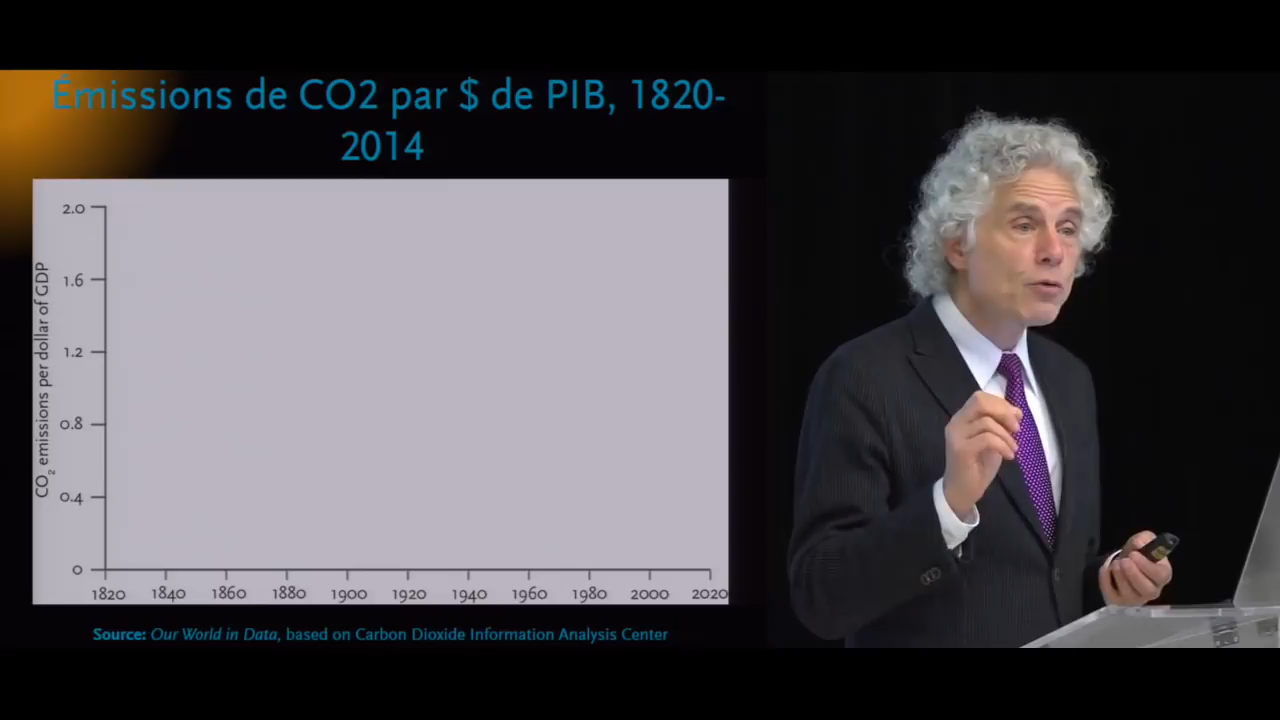 Émissions de CO2 par $ de PIB, 1820-
2014
CO₂ emissions per dollar of GDP
2.0
1.6
1.2
0.8
0.4
0
1820 1840 1860 1880 1900 1920 1940 1960 1980 2000 2020
Source: Our World in Data, based on Carbon Dioxide Information Analysis Center